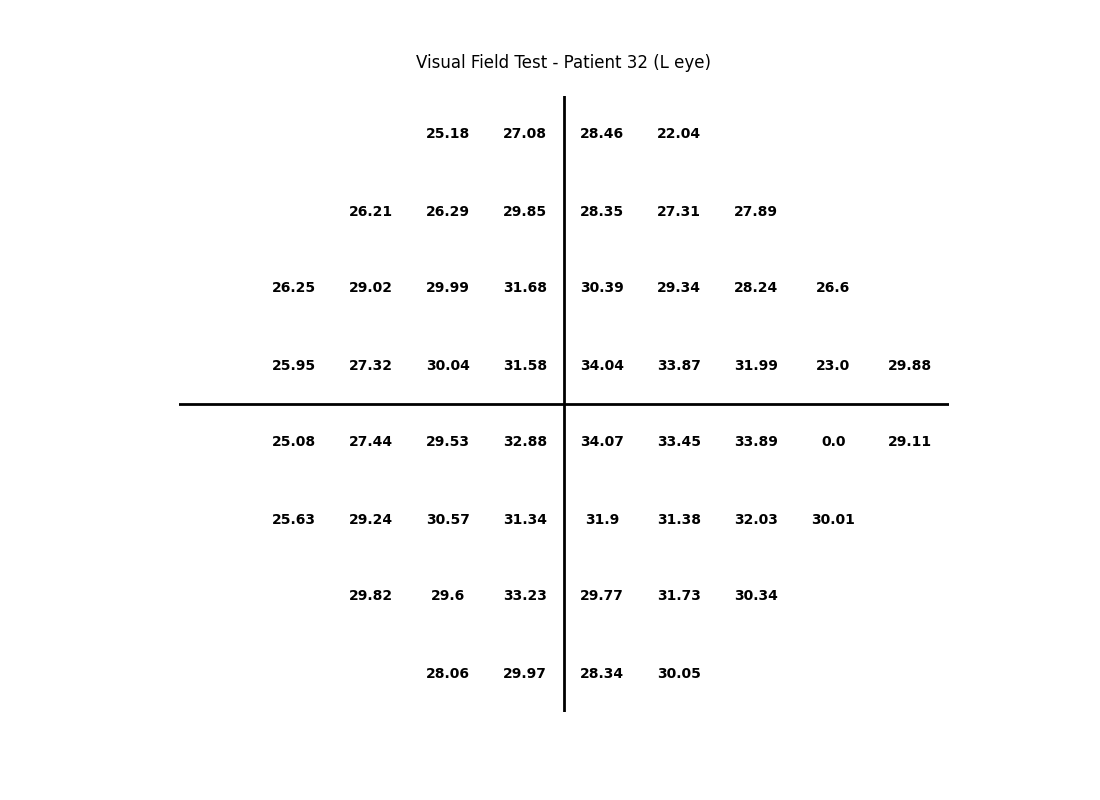 Visual Field Test - Patient 32 (L eye)
25.18 27.08 28.46 22.04
26.21 26.29 29.85 28.35 27.31 27.89
26.25 29.02 29.99 31.68 30.39 29.34 28.24 26.6
25.95 27.32 30.04 31.58 34.04 33.87 31.99 23.0 29.88
25.08 27.44 29.53 32.88 34.07 33.45 33.89 0.0 29.11
25.63 29.24 30.57 31.34 31.9 31.38 32.03 30.01
29.82 29.6 33.23 29.77 31.73 30.34
28.06 29.97 28.34 30.05